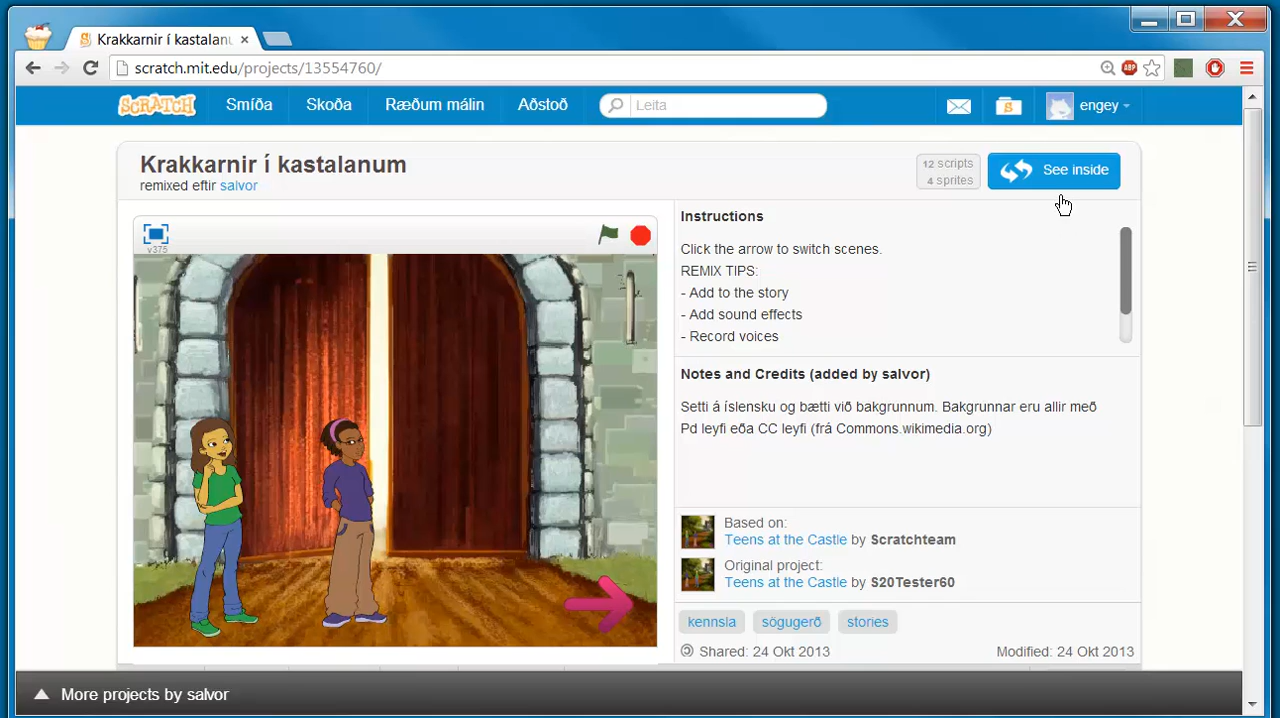 Krakkarnir í kastalanu
scratch.mit.edu/projects/13554760/
ABP
SCRATCH Smíða Skoða Ræðum málin Aðstoð Leita S engey
Krakkarnir í kastalanum
remixed eftir salvor
12 scripts
4 sprites
See inside
v375
Instructions
Click the arrow to switch scenes.
REMIX TIPS:
- Add to the story
- Add sound effects
- Record voices
Notes and Credits (added by salvor)
Setti á íslensku og bætti við bakgrunnum. Bakgrunnar eru allir með
Pd leyfi eða CC leyfi (frá Commons.wikimedia.org)
Based on:
Teens at the Castle by Scratchteam
Original project:
Teens at the Castle by S20Tester60
kennsla sögugerð stories
Shared: 24 Okt 2013 Modified: 24 Okt 2013
More projects by salvor